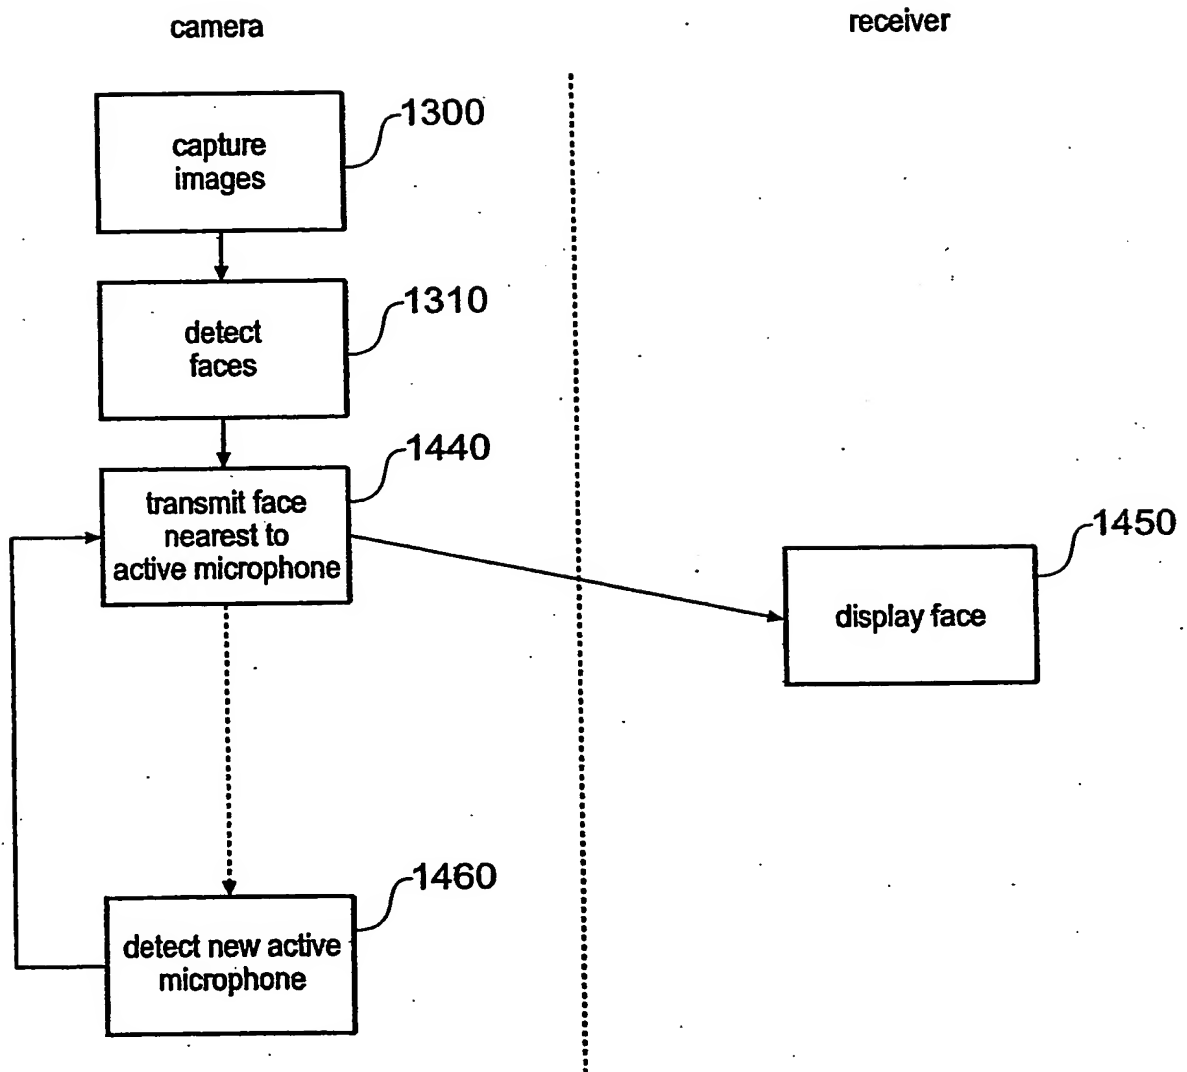 camera
receiver
1300
capture
images
1310
detect
faces
1440
transmit face
nearest to
active microphone
1450
display face
1460
detect new active
microphone